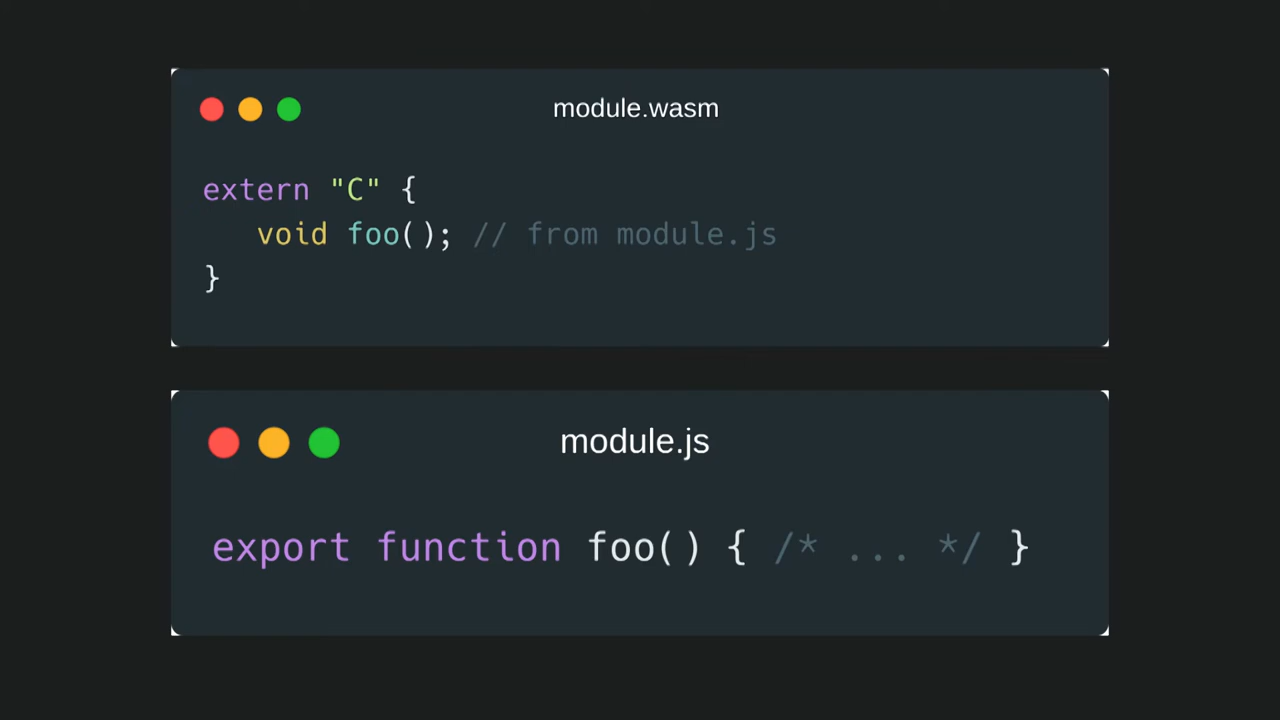 module.wasm
extern "C" {
void foo(); // from module.js
}
module.js
export function foo() { /* ... */ }